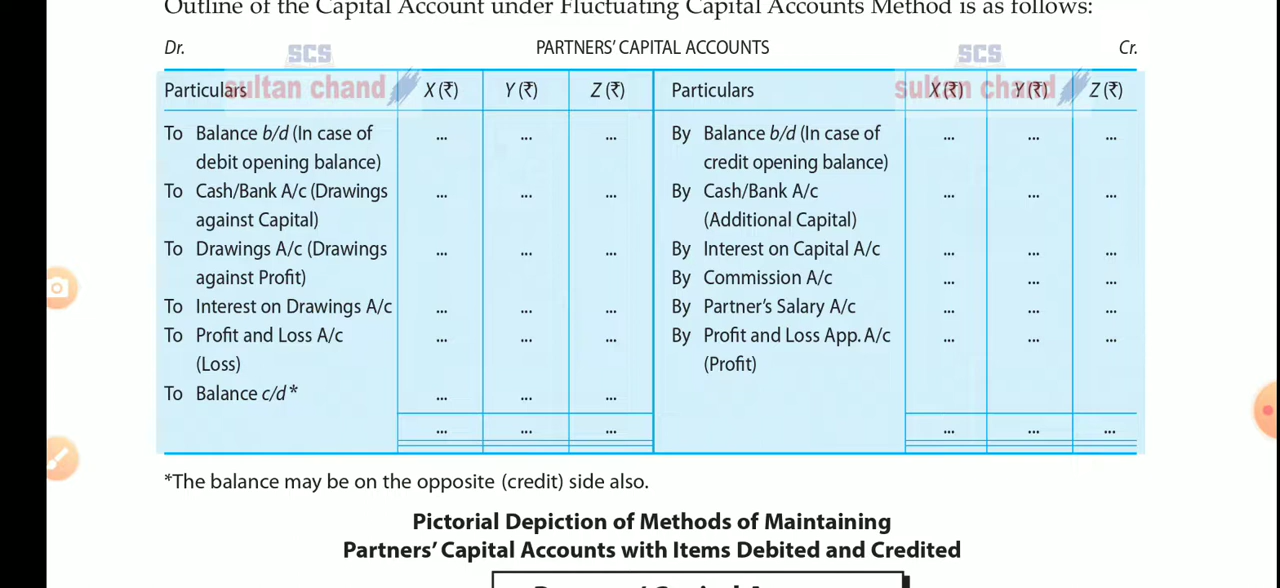 Outline of the Capital Account under Fluctuating Capital Accounts Method is as follows:
Dr. PARTNERS' CAPITAL ACCOUNTS Cr.
SCS SCS
sultan chand sultan chand
Particulars X (₹) Y (₹) Z (₹) Particulars X (₹) Y (₹) Z (₹)
To Balance b/d (In case of ... ... ... By Balance b/d (In case of ... ... ...
debit opening balance) credit opening balance)
To Cash/Bank A/c (Drawings ... ... ... By Cash/Bank A/c ... ... ...
against Capital) (Additional Capital)
To Drawings A/c (Drawings ... ... ... By Interest on Capital A/c ... ... ...
against Profit) By Commission A/c ... ... ...
To Interest on Drawings A/c ... ... ... By Partner's Salary A/c ... ... ...
To Profit and Loss A/c ... ... ... By Profit and Loss App. A/c ... ... ...
(Loss) (Profit)
To Balance c/d* ... ... ...
... ... ... ... ... ...
*The balance may be on the opposite (credit) side also.
Pictorial Depiction of Methods of Maintaining
Partners' Capital Accounts with Items Debited and Credited